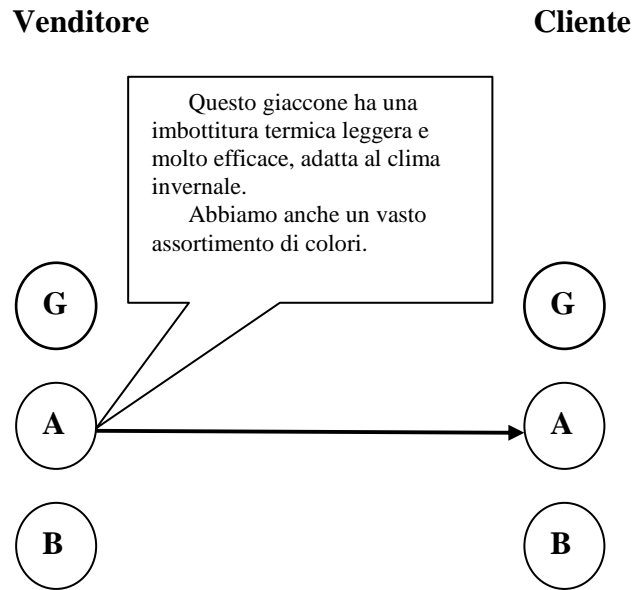 Venditore Cliente
Questo giaccone ha una
imbottitura termica leggera e
molto efficace, adatta al clima
invernale.
Abbiamo anche un vasto
assortimento di colori.
G G
A A
B B